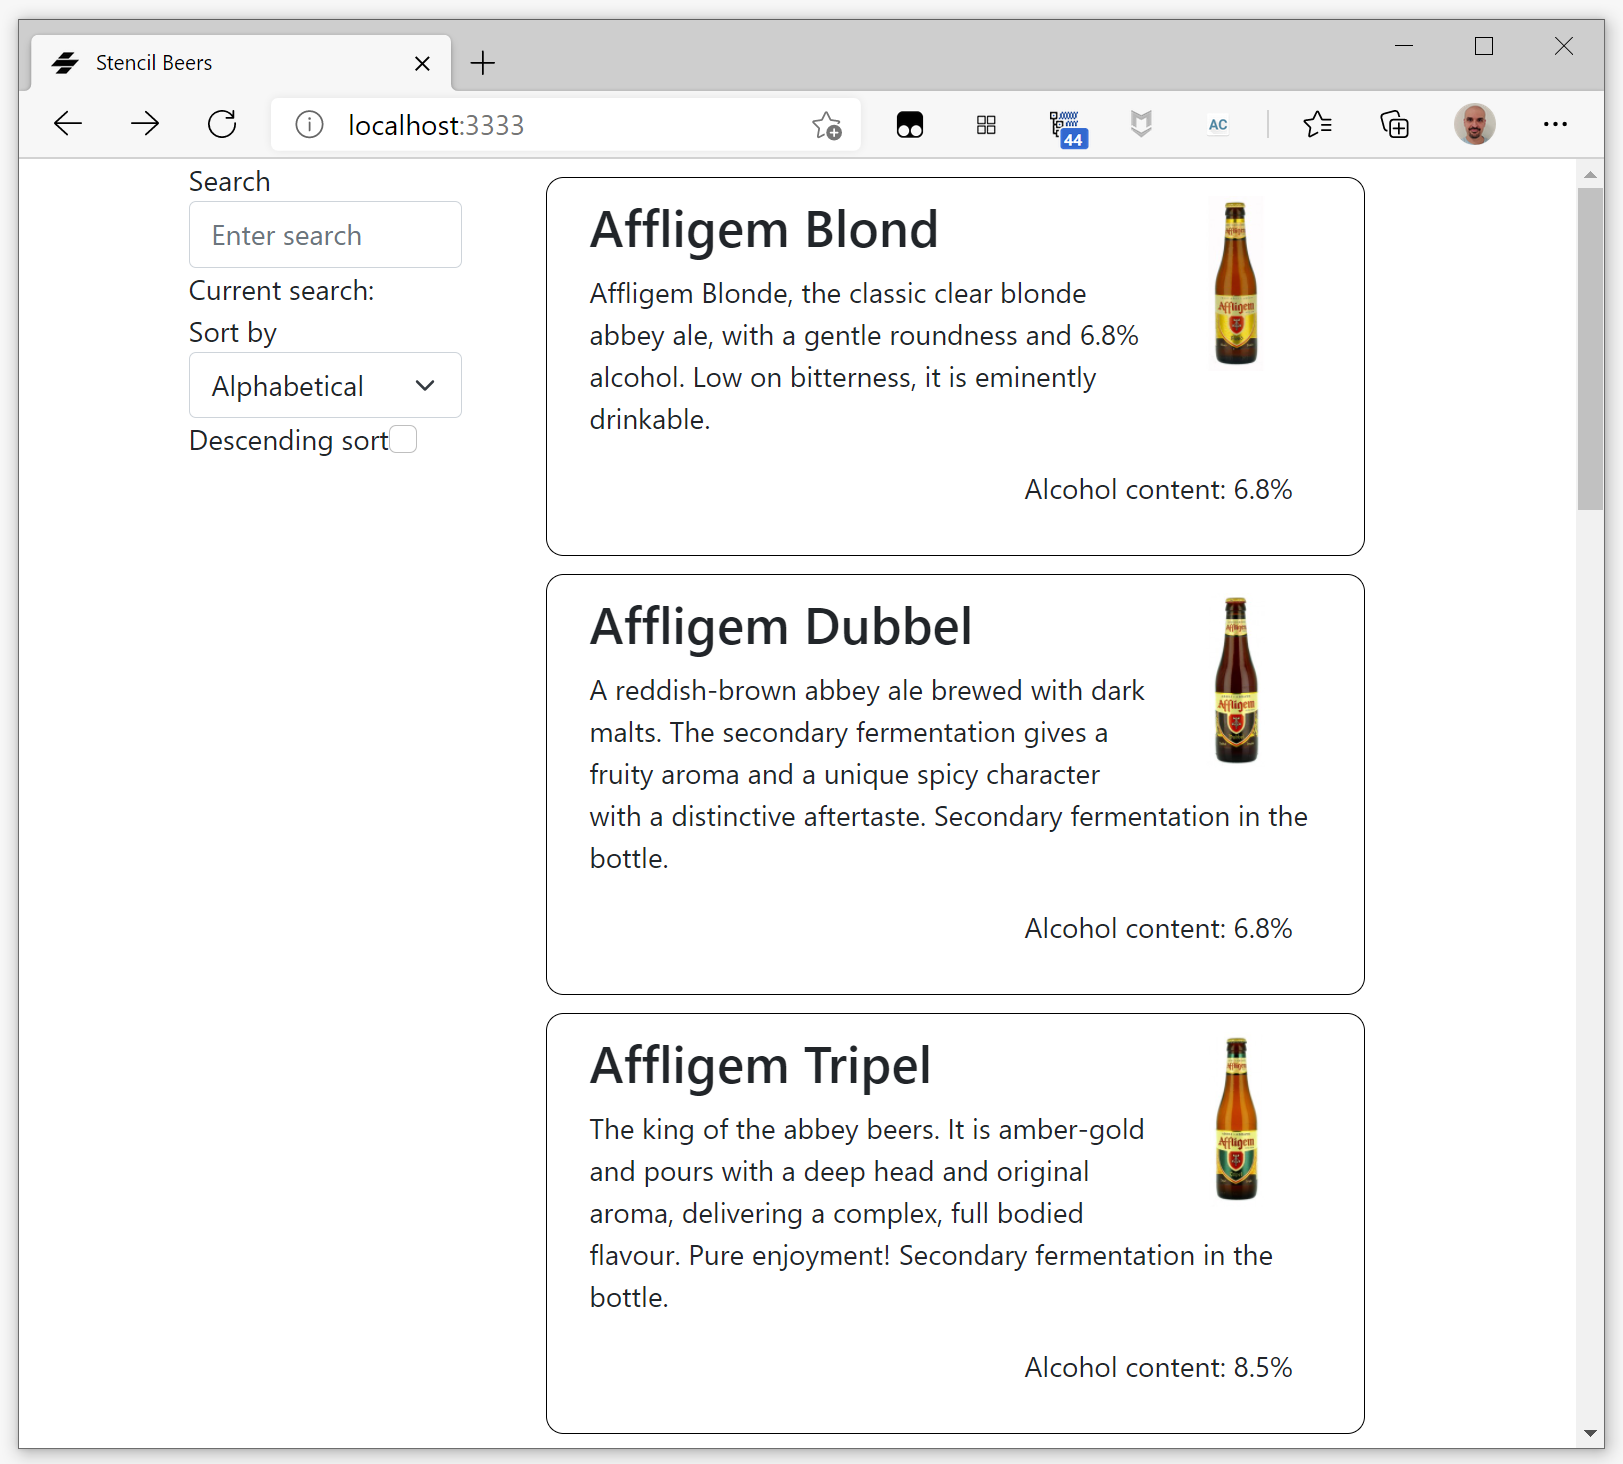 Stencil Beers
localhost:3333
44
AC
Search
Enter search
Current search:
Sort by
Alphabetical
Descending sort
Affligem Blond
Affligem Blonde, the classic clear blonde
abbey ale, with a gentle roundness and 6.8%
alcohol. Low on bitterness, it is eminently
drinkable.
Affligem
Alcohol content: 6.8%
Affligem Dubbel
A reddish-brown abbey ale brewed with dark
malts. The secondary fermentation gives a
fruity aroma and a unique spicy character
with a distinctive aftertaste. Secondary fermentation in the
bottle.
Affligem
Alcohol content: 6.8%
Affligem Tripel
The king of the abbey beers. It is amber-gold
and pours with a deep head and original
aroma, delivering a complex, full bodied
flavour. Pure enjoyment! Secondary fermentation in the
bottle.
Affligem
Alcohol content: 8.5%